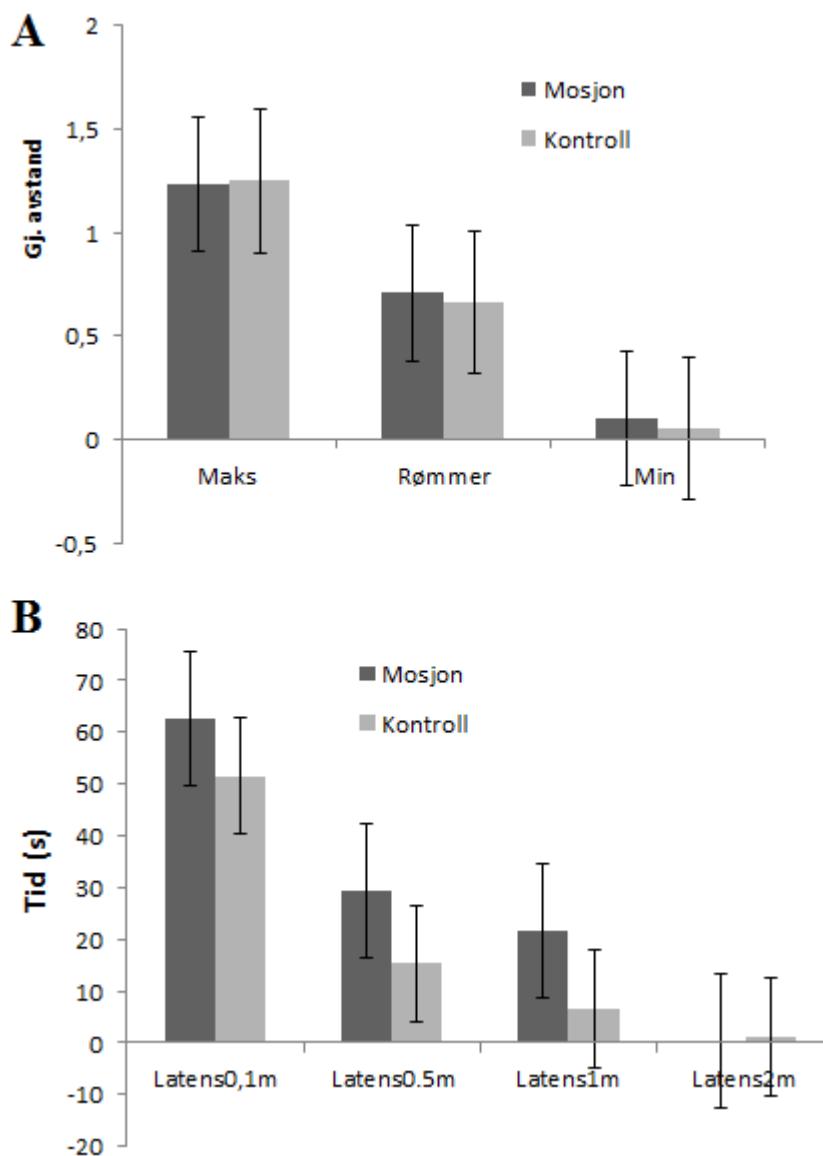 A
2
1,5
1
0,5
0
-0,5
Gj. avstand
Mosjon
Kontroll
Maks Rømmer Min
B
80
70
60
50
40
30
20
10
0
-10
-20
Tid (s)
Mosjon
Kontroll
Latens0,1m Latens0.5m Latens1m Latens2m